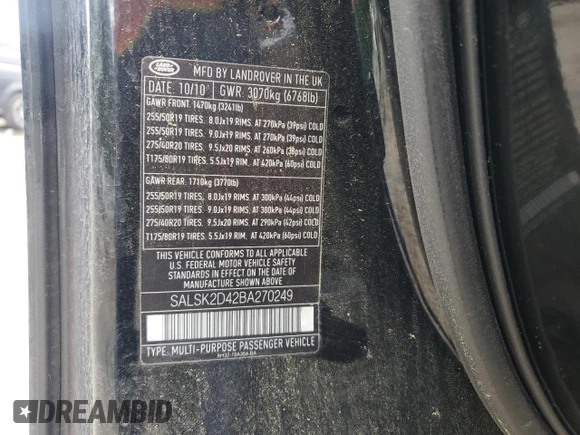 LAND ROVER
MFD BY LANDROVER IN THE UK
DATE: 10/10 GWR. 3070kg (6768lb)
GAWR FRONT. 1470kg (3241lb)
255/50R19 TIRES. 8.0Jx19 RIMS. AT 270kPa (39psi) COLD
255/50R19 TIRES. 9.0Jx19 RIMS. AT 270kPa (39psi) COLD
275/40R20 TIRES. 9.5Jx20 RIMS. AT 260kPa (38psi) COLD
T175/80R19 TIRES. 5.5Jx19 RIM. AT 420kPa (60psi) COLD
GAWR REAR. 1710kg (3770lb)
255/50R19 TIRES. 8.0Jx19 RIMS. AT 300kPa (44psi) COLD
255/50R19 TIRES. 9.0Jx19 RIMS. AT 300kPa (44psi) COLD
275/40R20 TIRES. 9.5Jx20 RIMS. AT 290kPa (42psi) COLD
T175/80R19 TIRES. 5.5Jx19 RIM. AT 420kPa (60psi) COLD
THIS VEHICLE CONFORMS TO ALL APPLICABLE
U.S. FEDERAL MOTOR VEHICLE SAFETY
STANDARDS IN EFFECT ON THE DATE OF
MANUFACTURE SHOWN ABOVE.
SALSK2D42BA270249
TYPE. MULTI-PURPOSE PASSENGER VEHICLE
DREAMBID